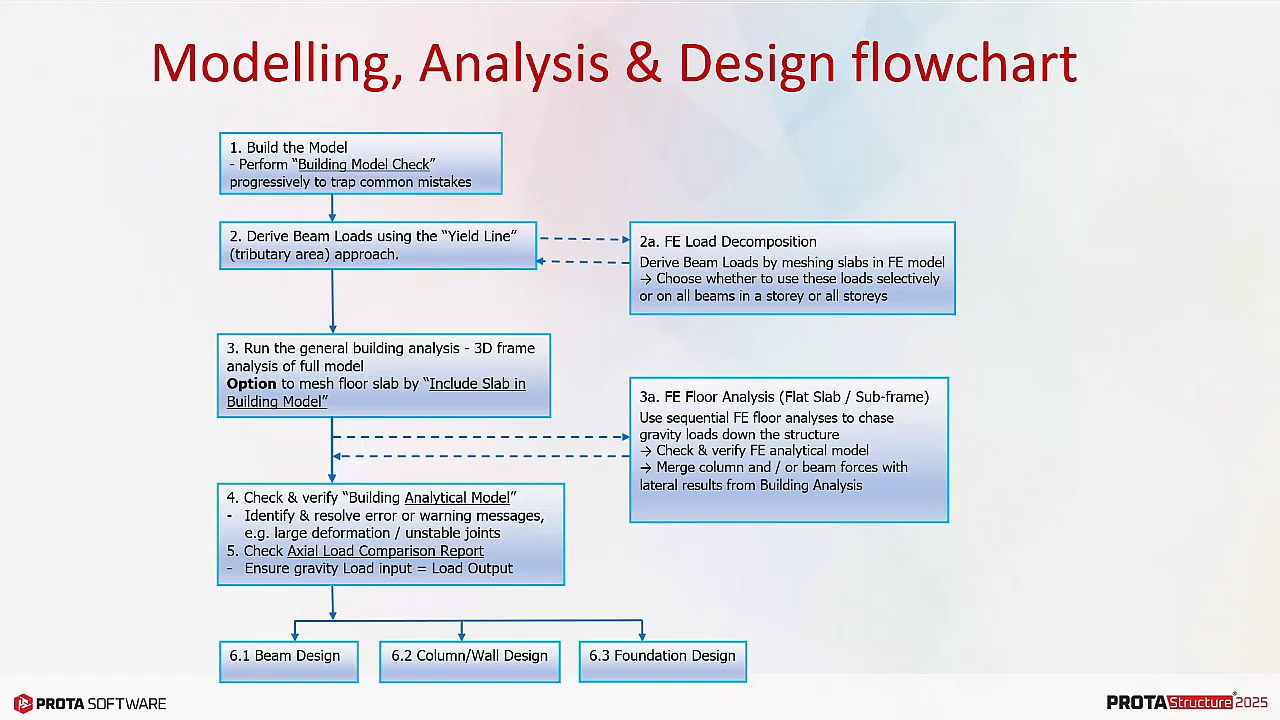 Modelling, Analysis & Design flowchart
1. Build the Model
- Perform “Building Model Check”
progressively to trap common mistakes
2. Derive Beam Loads using the “Yield Line”
(tributary area) approach.
2a. FE Load Decomposition
Derive Beam Loads by meshing slabs in FE model
→ Choose whether to use these loads selectively
or on all beams in a storey or all storeys
3. Run the general building analysis - 3D frame
analysis of full model
Option to mesh floor slab by “Include Slab in
Building Model”
3a. FE Floor Analysis (Flat Slab / Sub-frame)
Use sequential FE floor analyses to chase
gravity loads down the structure
→ Check & verify FE analytical model
→ Merge column and / or beam forces with
lateral results from Building Analysis
4. Check & verify “Building Analytical Model”
- Identify & resolve error or warning messages,
e.g. large deformation / unstable joints
5. Check Axial Load Comparison Report
- Ensure gravity Load input = Load Output
6.1 Beam Design
6.2 Column/Wall Design
6.3 Foundation Design
PROTA SOFTWARE
PROTAStructure® 2025